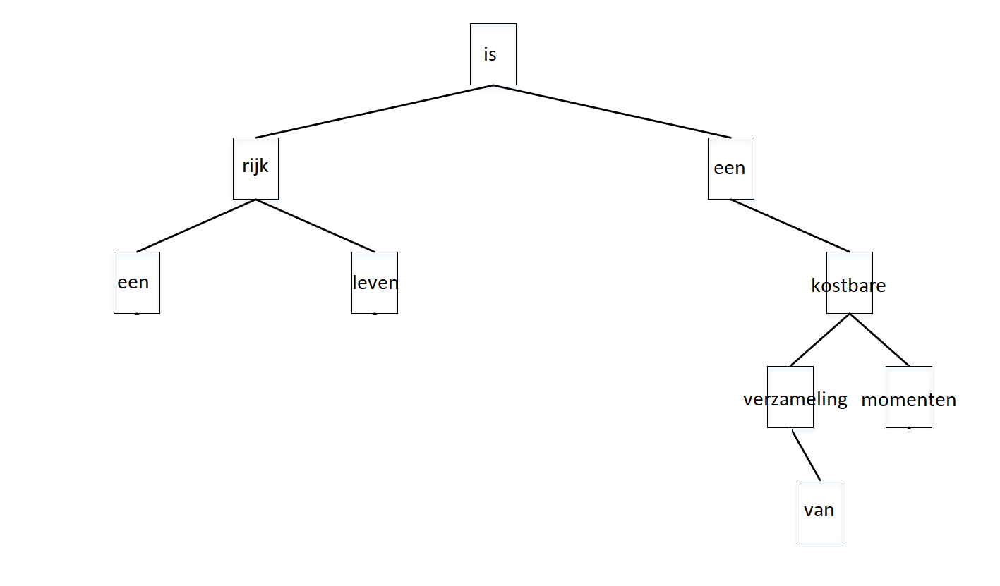 is
rijk
een
een
leven
kostbare
verzameling
momenten
van